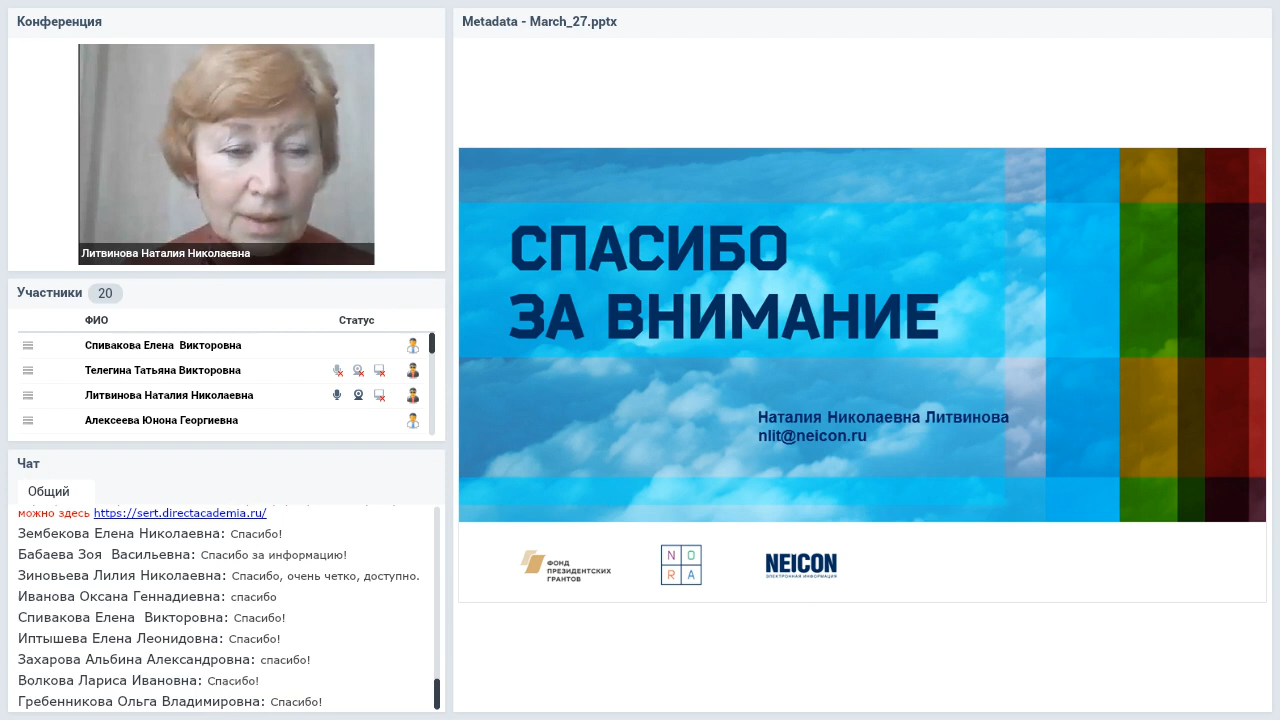 Конференция
Литвинова Наталия Николаевна
Участники 20
ФИО Статус
Спивакова Елена Викторовна
Телегина Татьяна Викторовна
Литвинова Наталия Николаевна
Алексеева Юнона Георгиевна
Чат
Общий
можно здесь https://sert.directacademia.ru/
Зембекова Елена Николаевна: Спасибо!
Бабаева Зоя Васильевна: Спасибо за информацию!
Зиновьева Лилия Николаевна: Спасибо, очень четко, доступно.
Иванова Оксана Геннадиевна: спасибо
Спивакова Елена Викторовна: Спасибо!
Иптышева Елена Леонидовна: Спасибо!
Захарова Альбина Александровна: спасибо!
Волкова Лариса Ивановна: Спасибо!
Гребенникова Ольга Владимировна: Спасибо!
Metadata - March_27.pptx
СПАСИБО
ЗА ВНИМАНИЕ
Наталия Николаевна Литвинова
nlit@neicon.ru
ФОНД
ПРЕЗИДЕНТСКИХ
ГРАНТОВ
N O
R A
NEICON
ЭЛЕКТРОННАЯ ИНФОРМАЦИЯ